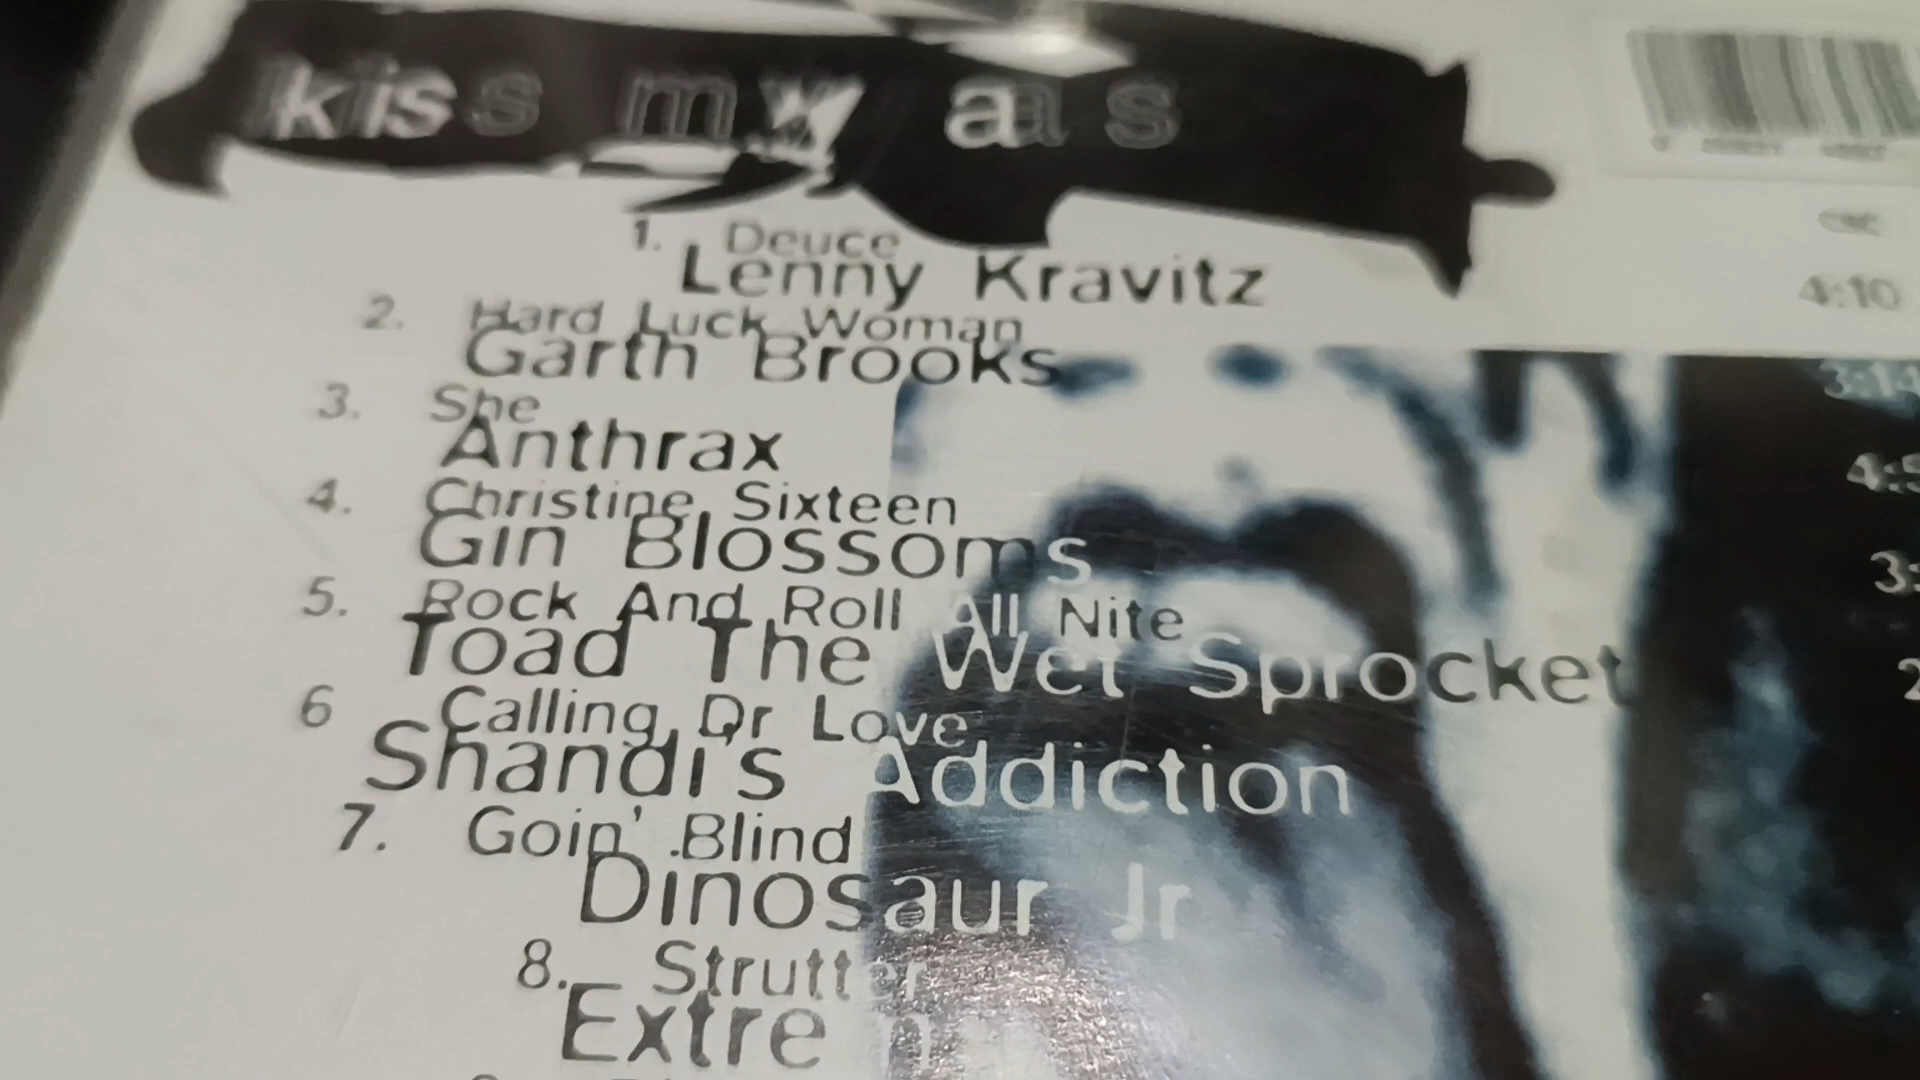 kiss my as
1. Deuce
Lenny Kravitz
4:10
2. Hard Luck Woman
Garth Brooks
3. She
Anthrax
4. Christine Sixteen
Gin Blossoms
5. Rock And Roll All Nite
Toad The Wet Sprocket
6 Calling Dr Love
Shandi's Addiction
7. Goin' Blind
Dinosaur Jr
8. Strutter